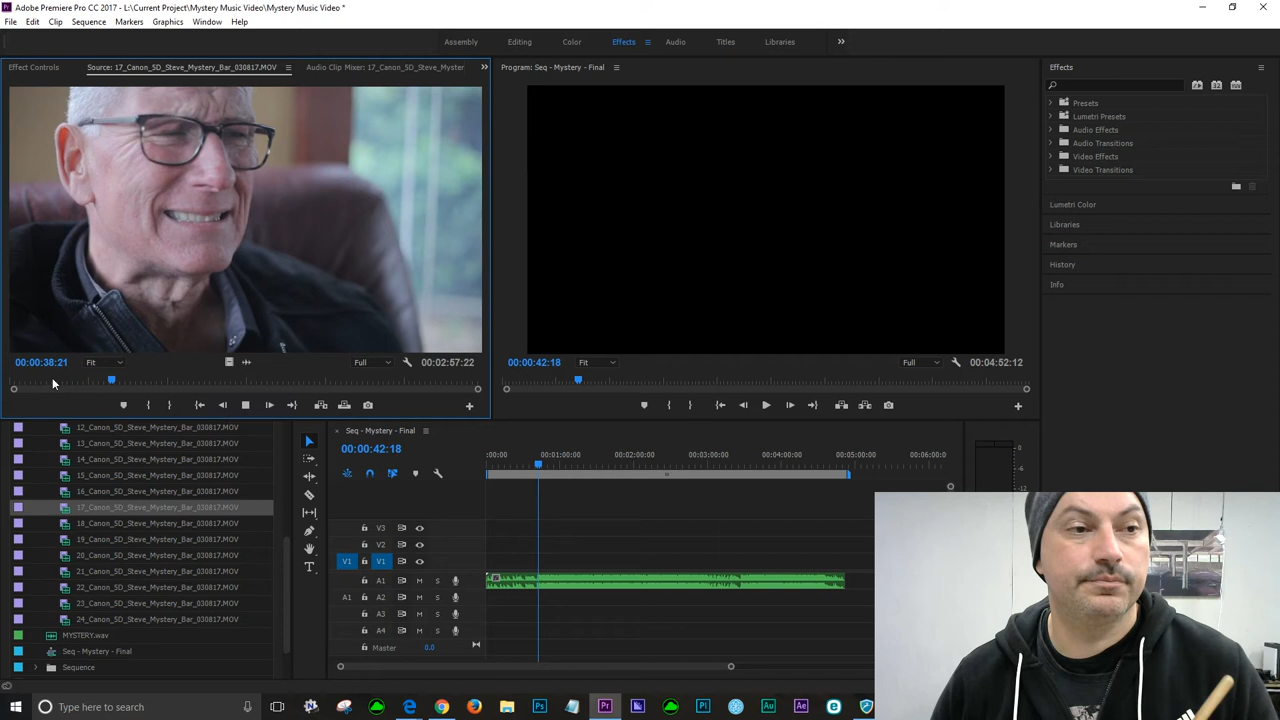 Adobe Premiere Pro CC 2017 - L:\Current Project\Mystery Music Video\Mystery Music Video *
File Edit Clip Sequence Markers Graphics Window Help
Assembly Editing Color Effects Audio Titles Libraries
Effect Controls Source: 17_Canon_5D_Steve_Mystery_Bar_030817.MOV Audio Clip Mixer: 17_Canon_5D_Steve_Myster
Program: Seq - Mystery - Final
Effects
Presets
Lumetri Presets
Audio Effects
Audio Transitions
Video Effects
Video Transitions
Lumetri Color
Libraries
Markers
History
Info
00:00:38:21 Fit Full 00:02:57:22
00:00:42:18 Fit Full 00:04:52:12
12_Canon_5D_Steve_Mystery_Bar_030817.MOV
13_Canon_5D_Steve_Mystery_Bar_030817.MOV
14_Canon_5D_Steve_Mystery_Bar_030817.MOV
15_Canon_5D_Steve_Mystery_Bar_030817.MOV
16_Canon_5D_Steve_Mystery_Bar_030817.MOV
17_Canon_5D_Steve_Mystery_Bar_030817.MOV
18_Canon_5D_Steve_Mystery_Bar_030817.MOV
19_Canon_5D_Steve_Mystery_Bar_030817.MOV
20_Canon_5D_Steve_Mystery_Bar_030817.MOV
21_Canon_5D_Steve_Mystery_Bar_030817.MOV
22_Canon_5D_Steve_Mystery_Bar_030817.MOV
23_Canon_5D_Steve_Mystery_Bar_030817.MOV
24_Canon_5D_Steve_Mystery_Bar_030817.MOV
MYSTERY.wav
Seq - Mystery - Final
Sequence
Seq - Mystery - Final
00:00:42:18
:00:00 00:01:00:00 00:02:00:00 00:03:00:00 00:04:00:00 00:05:00:00 00:06:00:0
V3
V2
V1 V1
A1 M S
A1 A2 M S
A3 M S
A4 M S
Master 0.0
-6
-12
Type here to search
Ps
Pr
Pl
Au
Ae